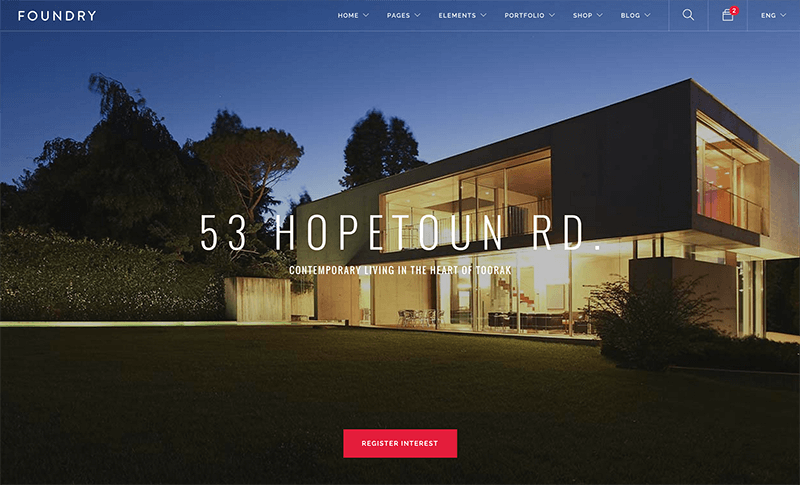 FOUNDRY
HOME
PAGES
ELEMENTS
PORTFOLIO
SHOP
BLOG
2
ENG
53 HOPETOUN RD.
CONTEMPORARY LIVING IN THE HEART OF TOORAK
REGISTER INTEREST